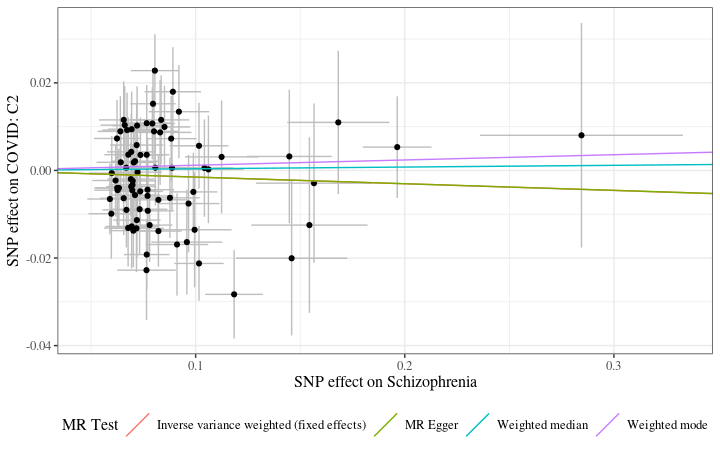 SNP effect on COVID: C2
0.02
0.00
-0.02
-0.04
0.1
0.2
0.3
SNP effect on Schizophrenia
MR Test
Inverse variance weighted (fixed effects)
MR Egger
Weighted median
Weighted mode